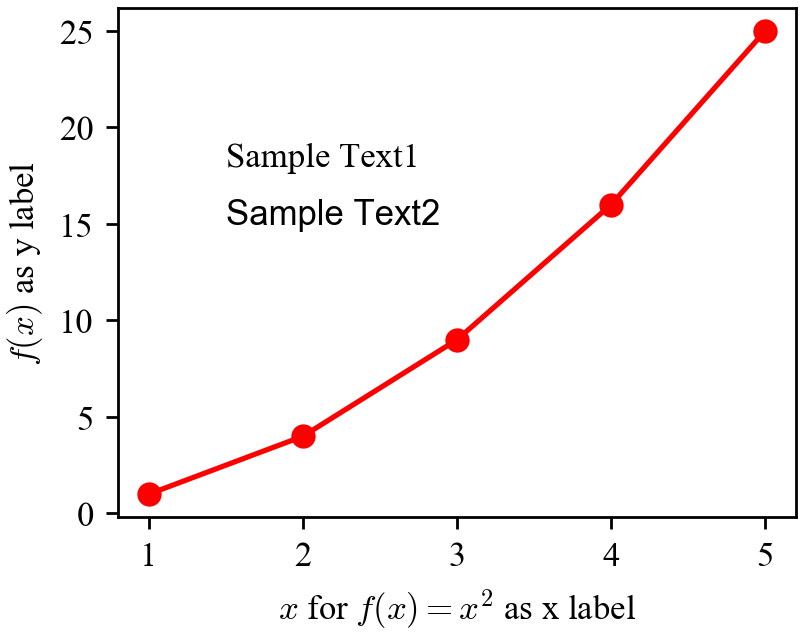 25
20
15
10
5
0
f(x) as y label
Sample Text1
Sample Text2
1 2 3 4 5
x for f(x) = x² as x label